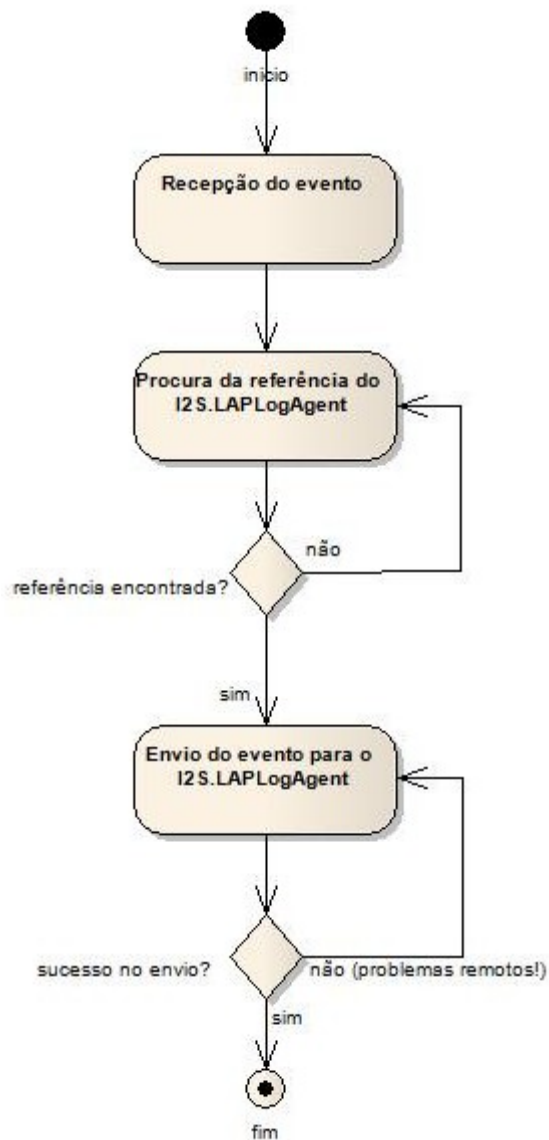 início
Recepção do evento
Procura da referência do
I2S.LAPLogAgent
não
referência encontrada?
sim
Envio do evento para o
I2S.LAPLogAgent
sucesso no envio?
não (problemas remotos!)
sim
fim